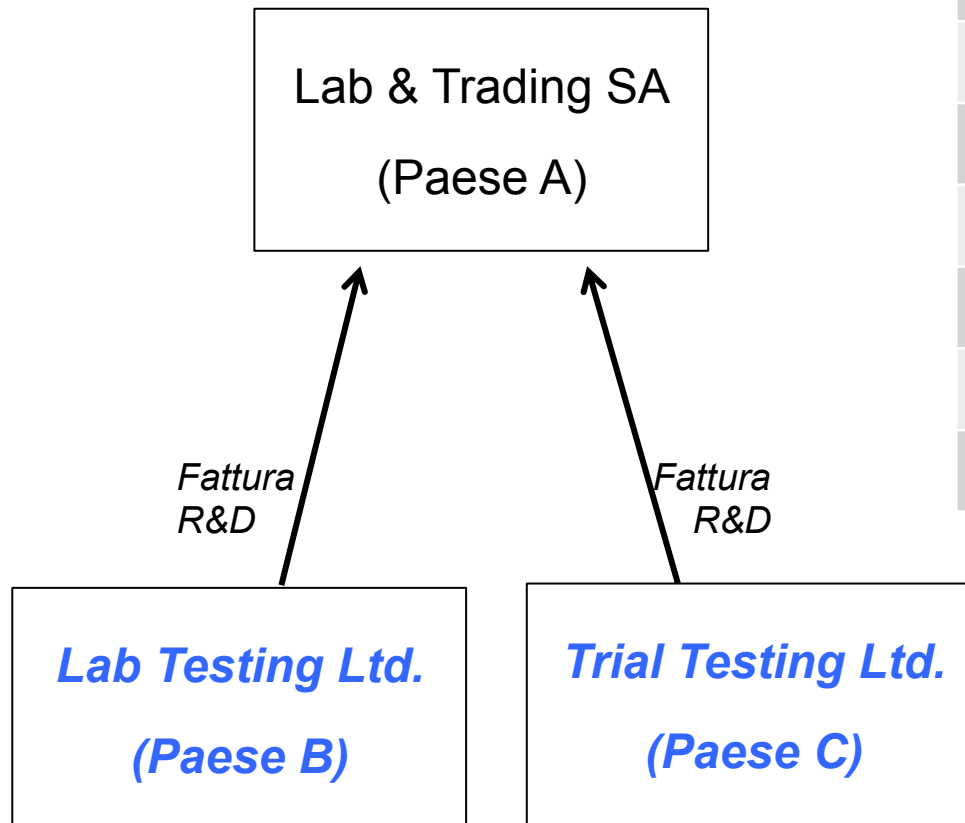 Lab & Trading SA
(Paese A)
Fattura
R&D
Fattura
R&D
Lab Testing Ltd.
(Paese B)
Trial Testing Ltd.
(Paese C)